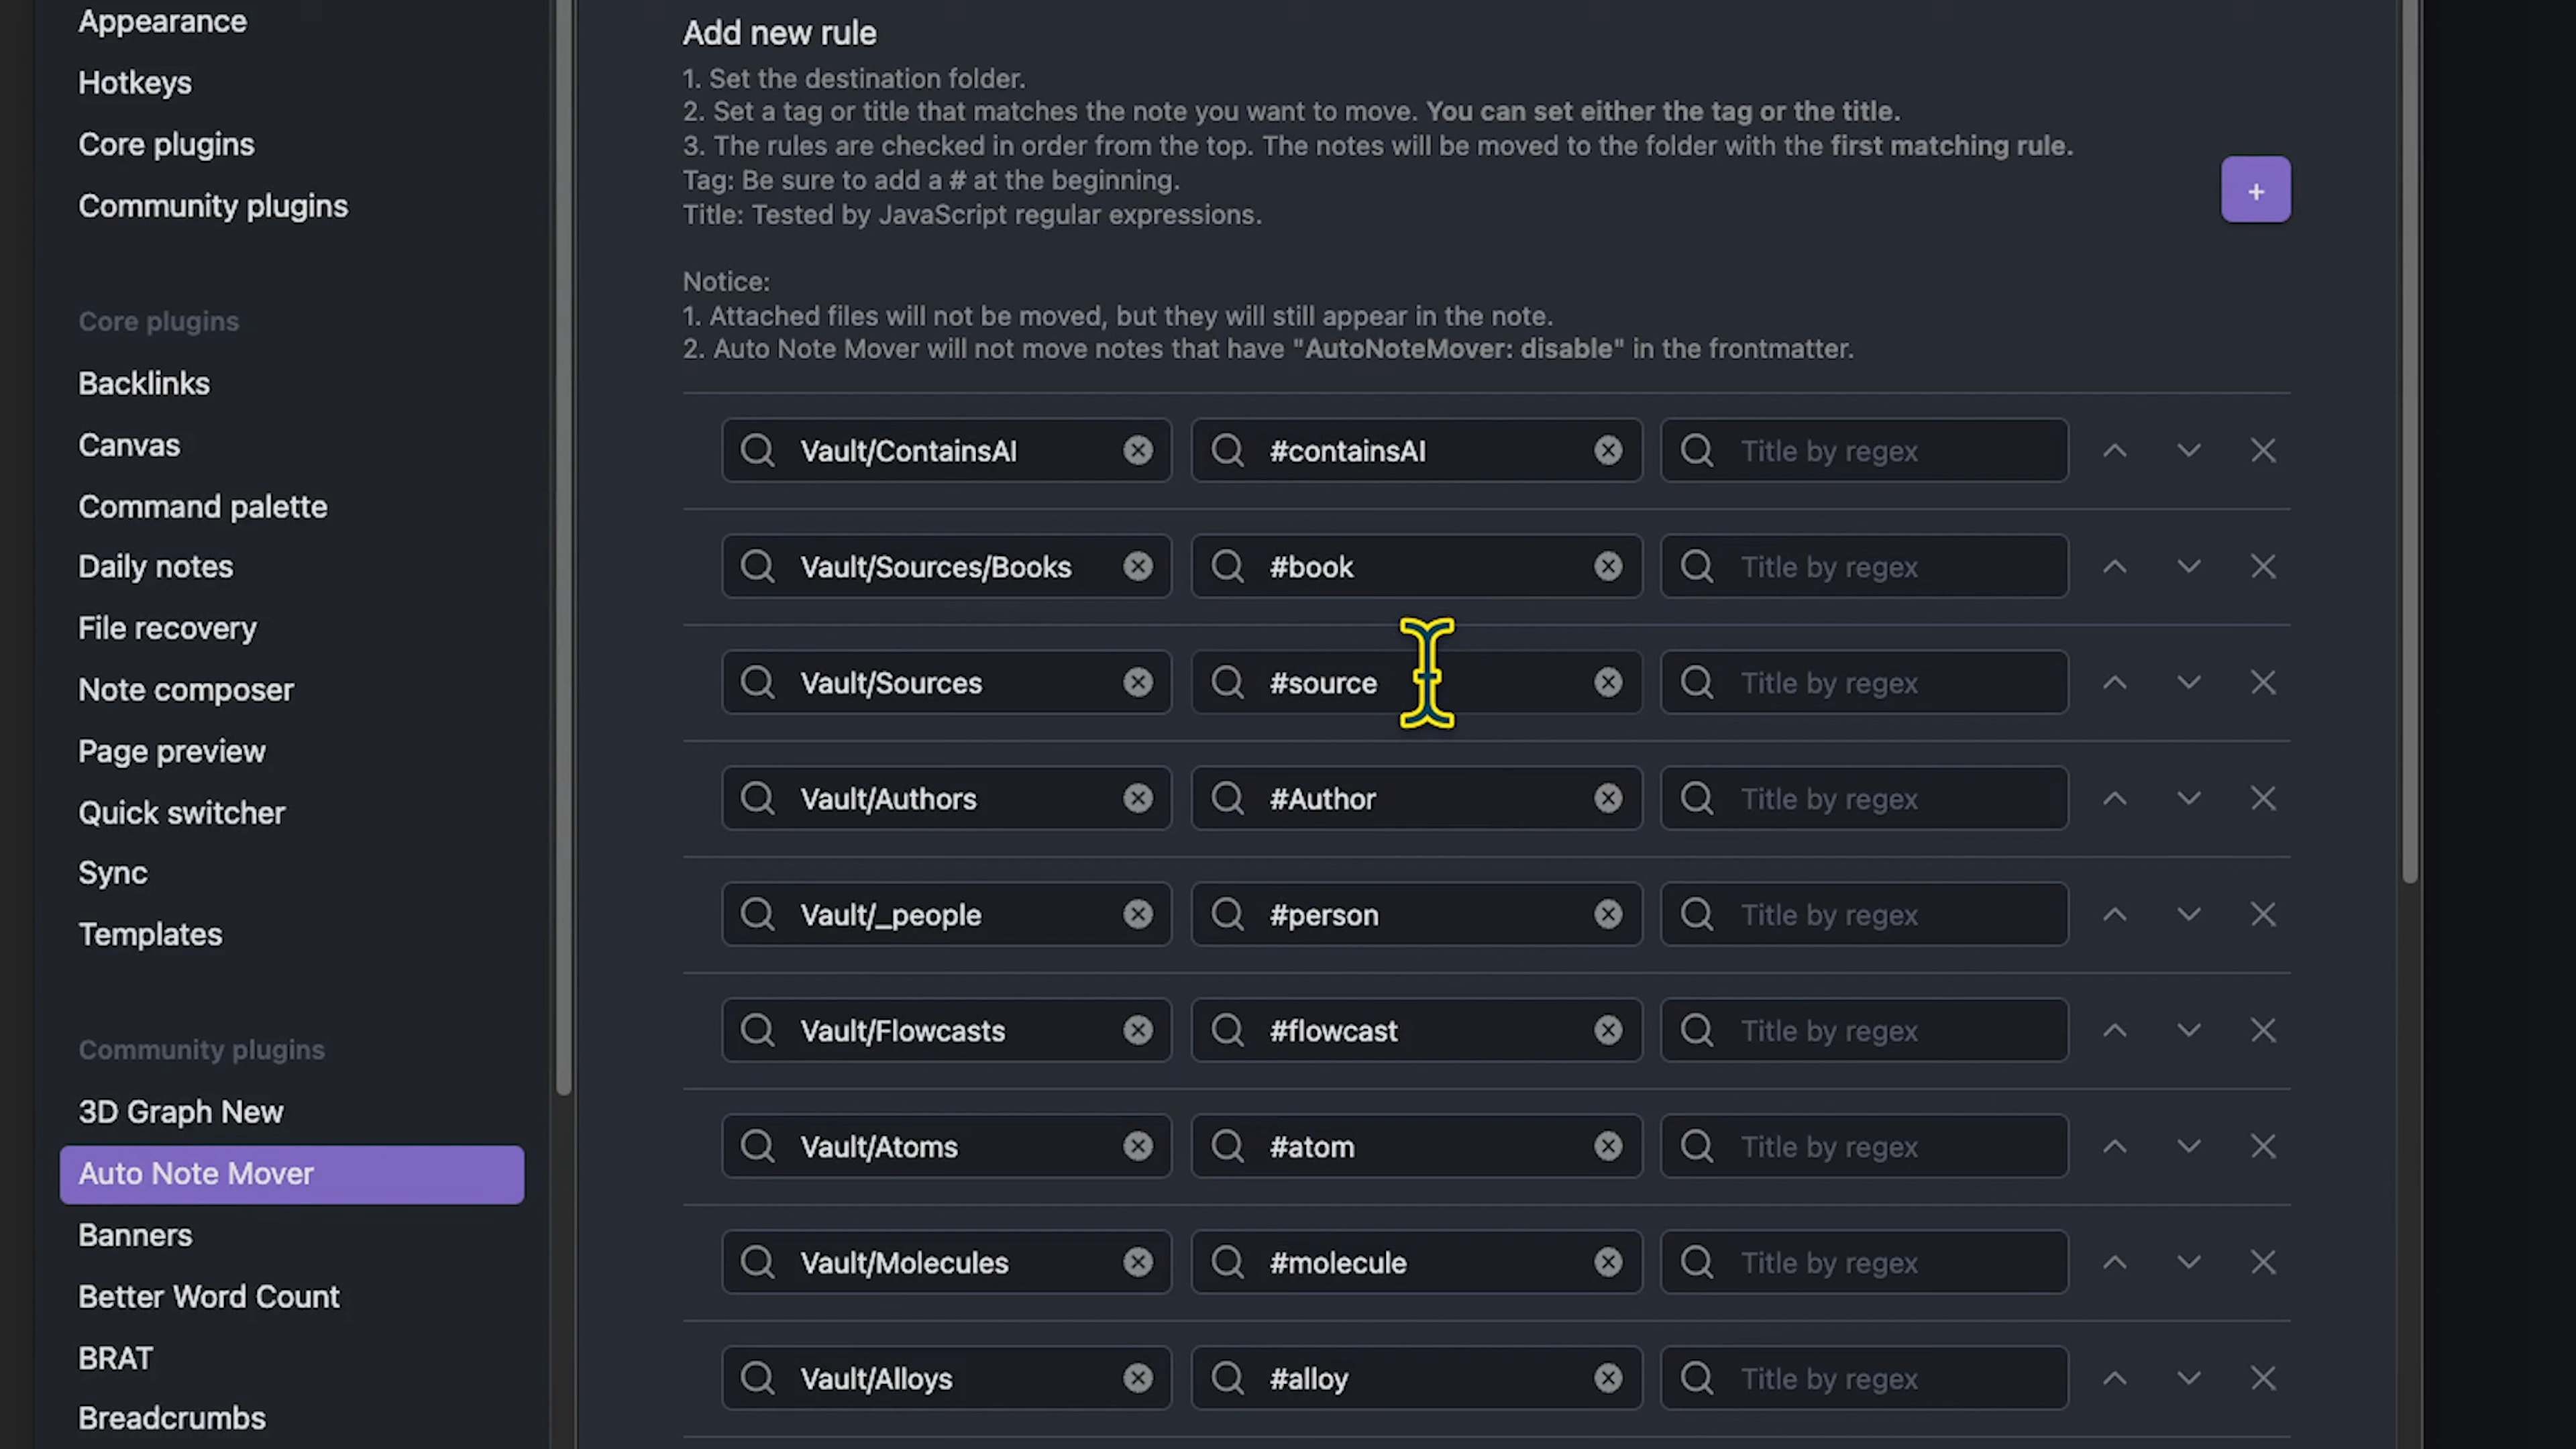 Appearance
Hotkeys
Core plugins
Community plugins
Core plugins
Backlinks
Canvas
Command palette
Daily notes
File recovery
Note composer
Page preview
Quick switcher
Sync
Templates
Community plugins
3D Graph New
Auto Note Mover
Banners
Better Word Count
BRAT
Breadcrumbs
Add new rule
1. Set the destination folder.
2. Set a tag or title that matches the note you want to move. You can set either the tag or the title.
3. The rules are checked in order from the top. The notes will be moved to the folder with the first matching rule.
Tag: Be sure to add a # at the beginning.
Title: Tested by JavaScript regular expressions.
+
Notice:
1. Attached files will not be moved, but they will still appear in the note.
2. Auto Note Mover will not move notes that have "AutoNoteMover: disable" in the frontmatter.
Vault/ContainsAI #containsAI Title by regex
Vault/Sources/Books #book Title by regex
Vault/Sources #source Title by regex
Vault/Authors #Author Title by regex
Vault/_people #person Title by regex
Vault/Flowcasts #flowcast Title by regex
Vault/Atoms #atom Title by regex
Vault/Molecules #molecule Title by regex
Vault/Alloys #alloy Title by regex